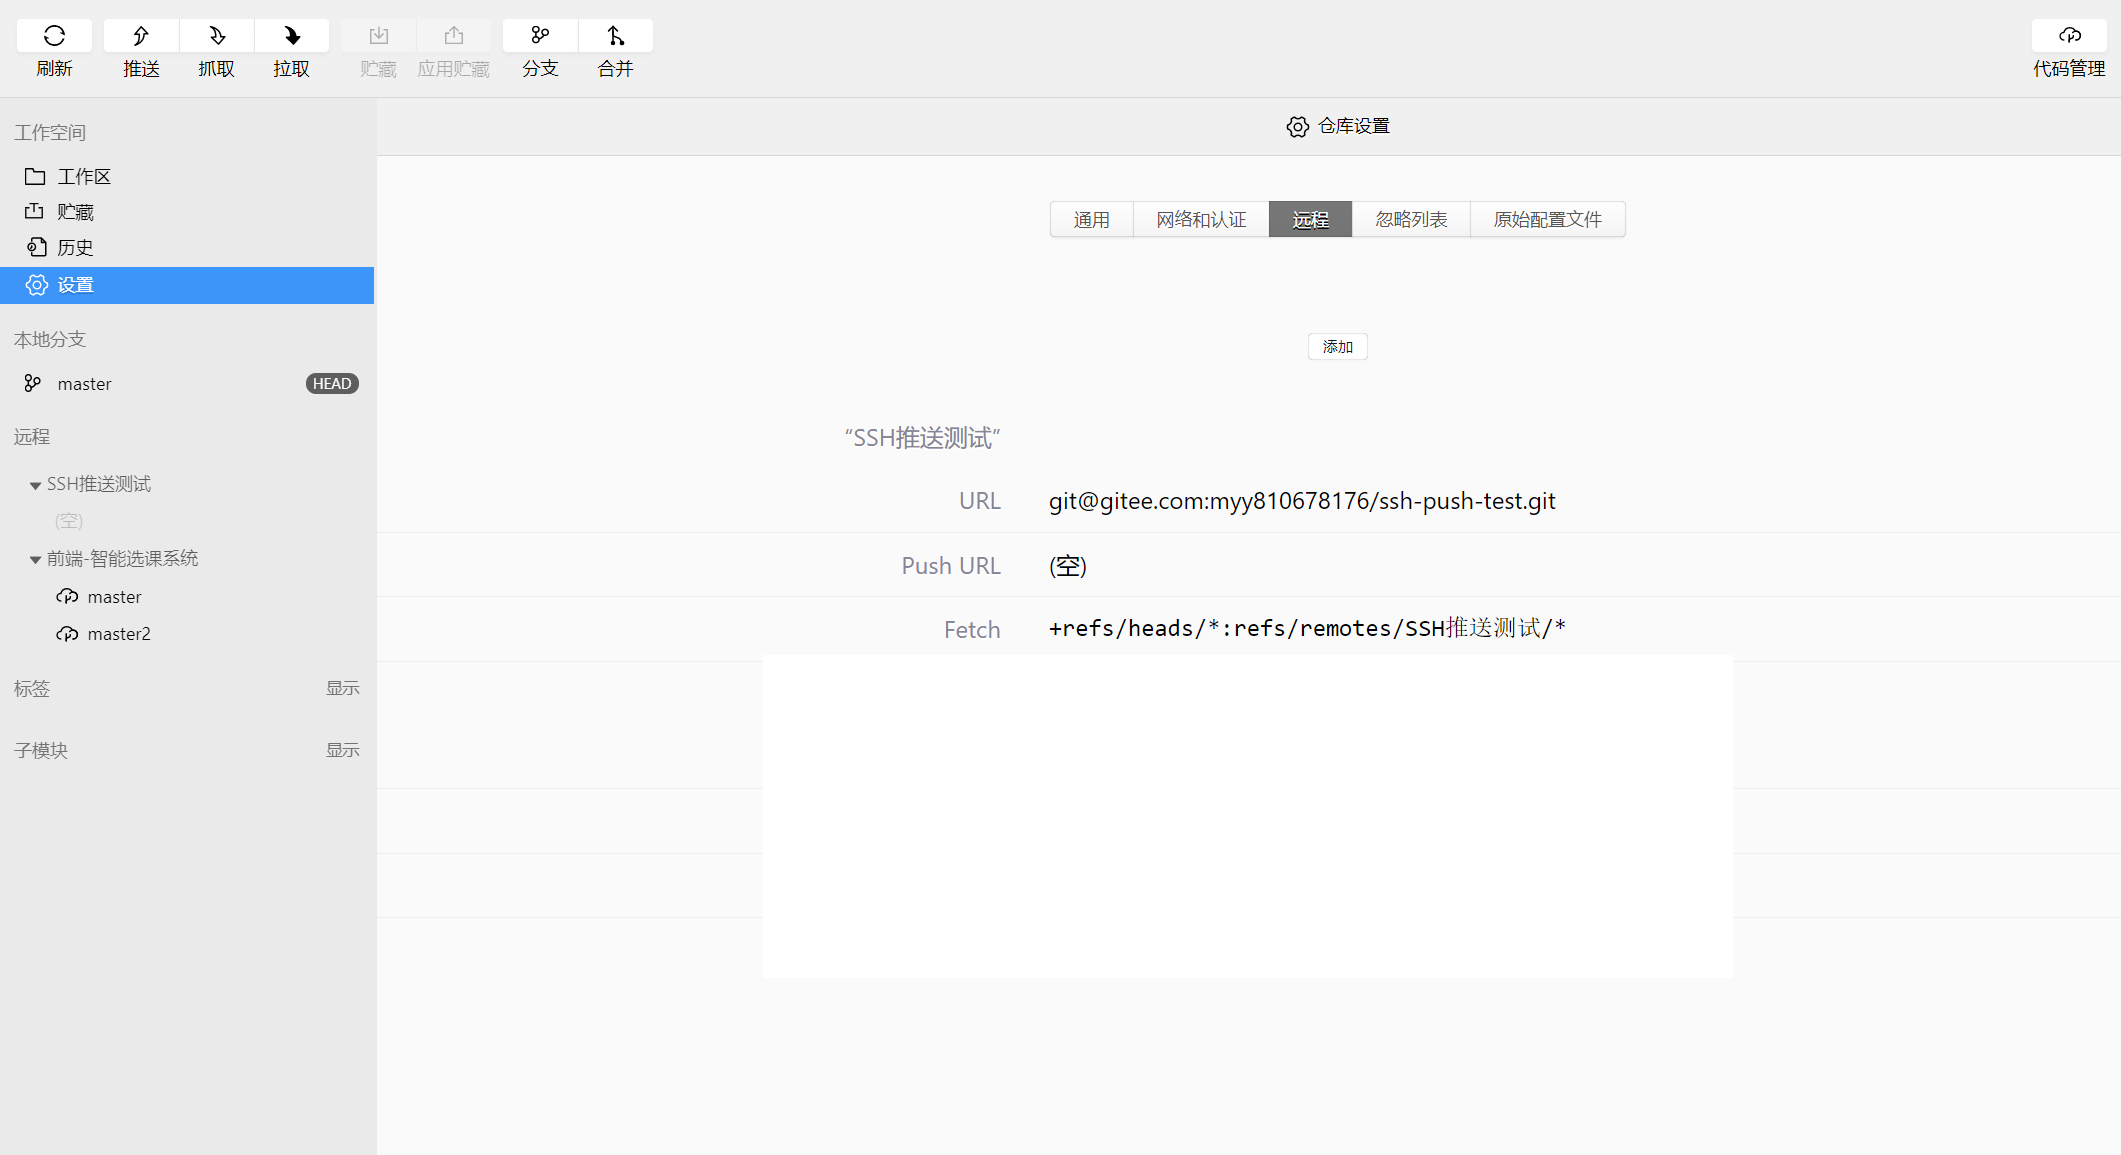 刷新 推送 抓取 拉取 贮藏 应用贮藏 分支 合并 代码管理
工作空间
工作区
贮藏
历史
设置
本地分支
master HEAD
远程
SSH推送测试
(空)
前端-智能选课系统
master
master2
标签 显示
子模块 显示
仓库设置
通用 网络和认证 远程 忽略列表 原始配置文件
添加
“SSH推送测试”
URL git@gitee.com:myy810678176/ssh-push-test.git
Push URL (空)
Fetch +refs/heads/*:refs/remotes/SSH推送测试/*